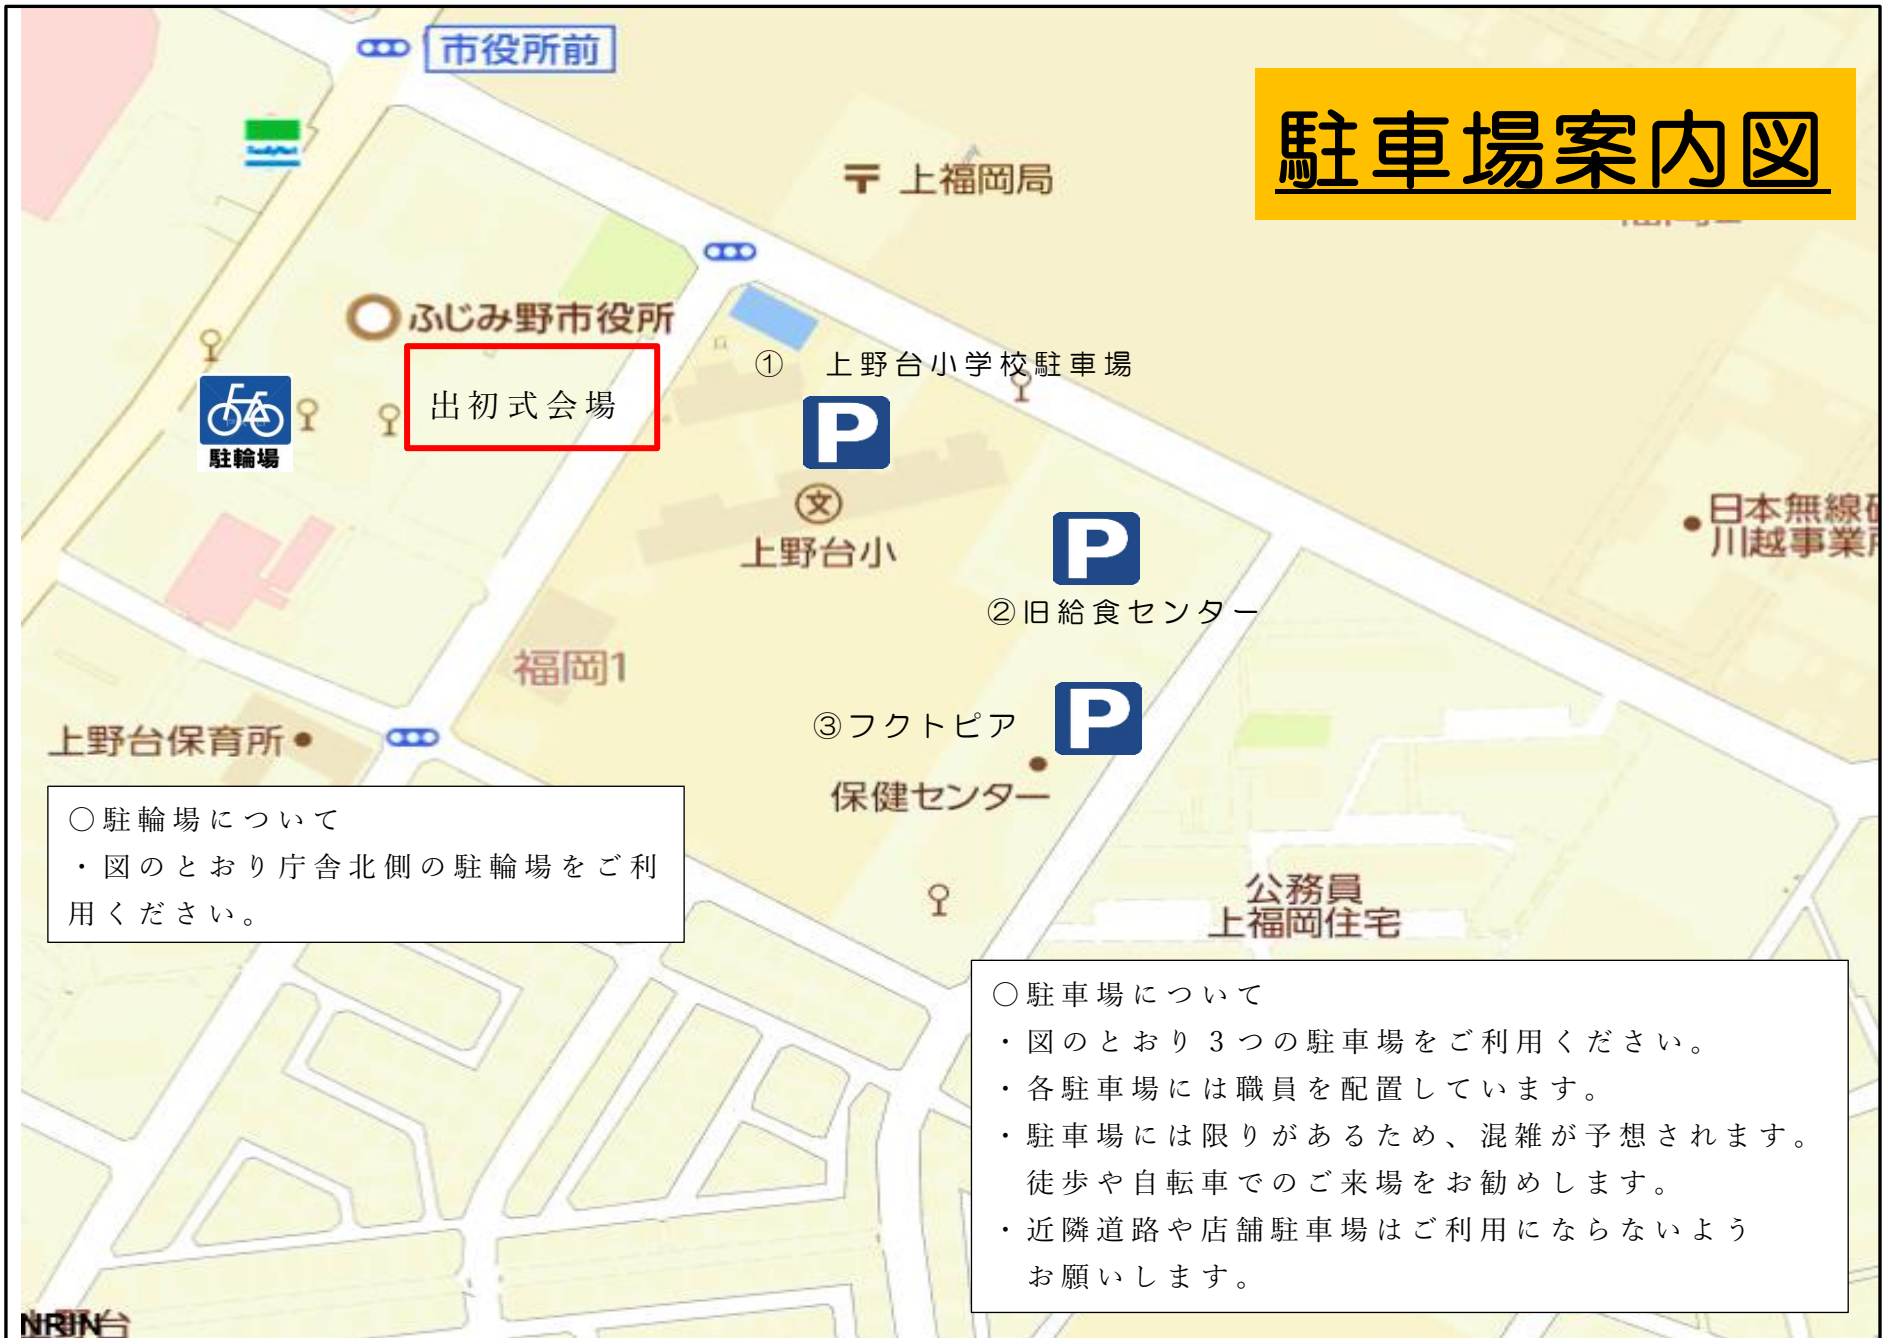 市役所前
駐車場案内図
上福岡局
ふじみ野市役所
出初式会場
① 上野台小学校駐車場
駐輪場
上野台小
日本無線
川越事業
②旧給食センター
福岡1
③フクトピア
上野台保育所
保健センター
〇駐輪場について
・図のとおり庁舎北側の駐輪場をご利
用ください。
公務員
上福岡住宅
〇駐車場について
・図のとおり3つの駐車場をご利用ください。
・各駐車場には職員を配置しています。
・駐車場には限りがあるため、混雑が予想されます。
徒歩や自転車でのご来場をお勧めします。
・近隣道路や店舗駐車場はご利用にならないよう
お願いします。
NRIN